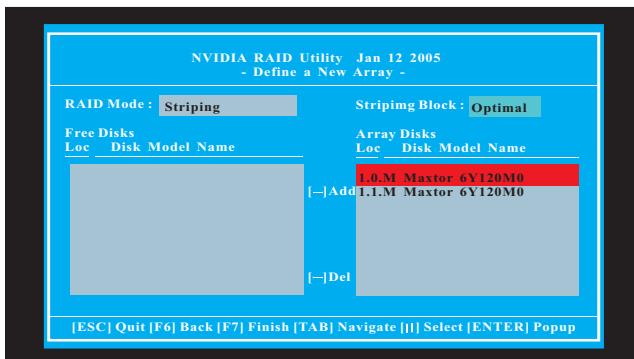 NVIDIA RAID Utility Jan 12 2005
- Define a New Array -
RAID Mode : Striping
Stripimg Block : Optimal
Free Disks
Loc Disk Model Name
Array Disks
Loc Disk Model Name
1.0.M Maxtor 6Y120M0
[—]Add
1.1.M Maxtor 6Y120M0
[—]Del
[ESC] Quit [F6] Back [F7] Finish [TAB] Navigate [||] Select [ENTER] Popup